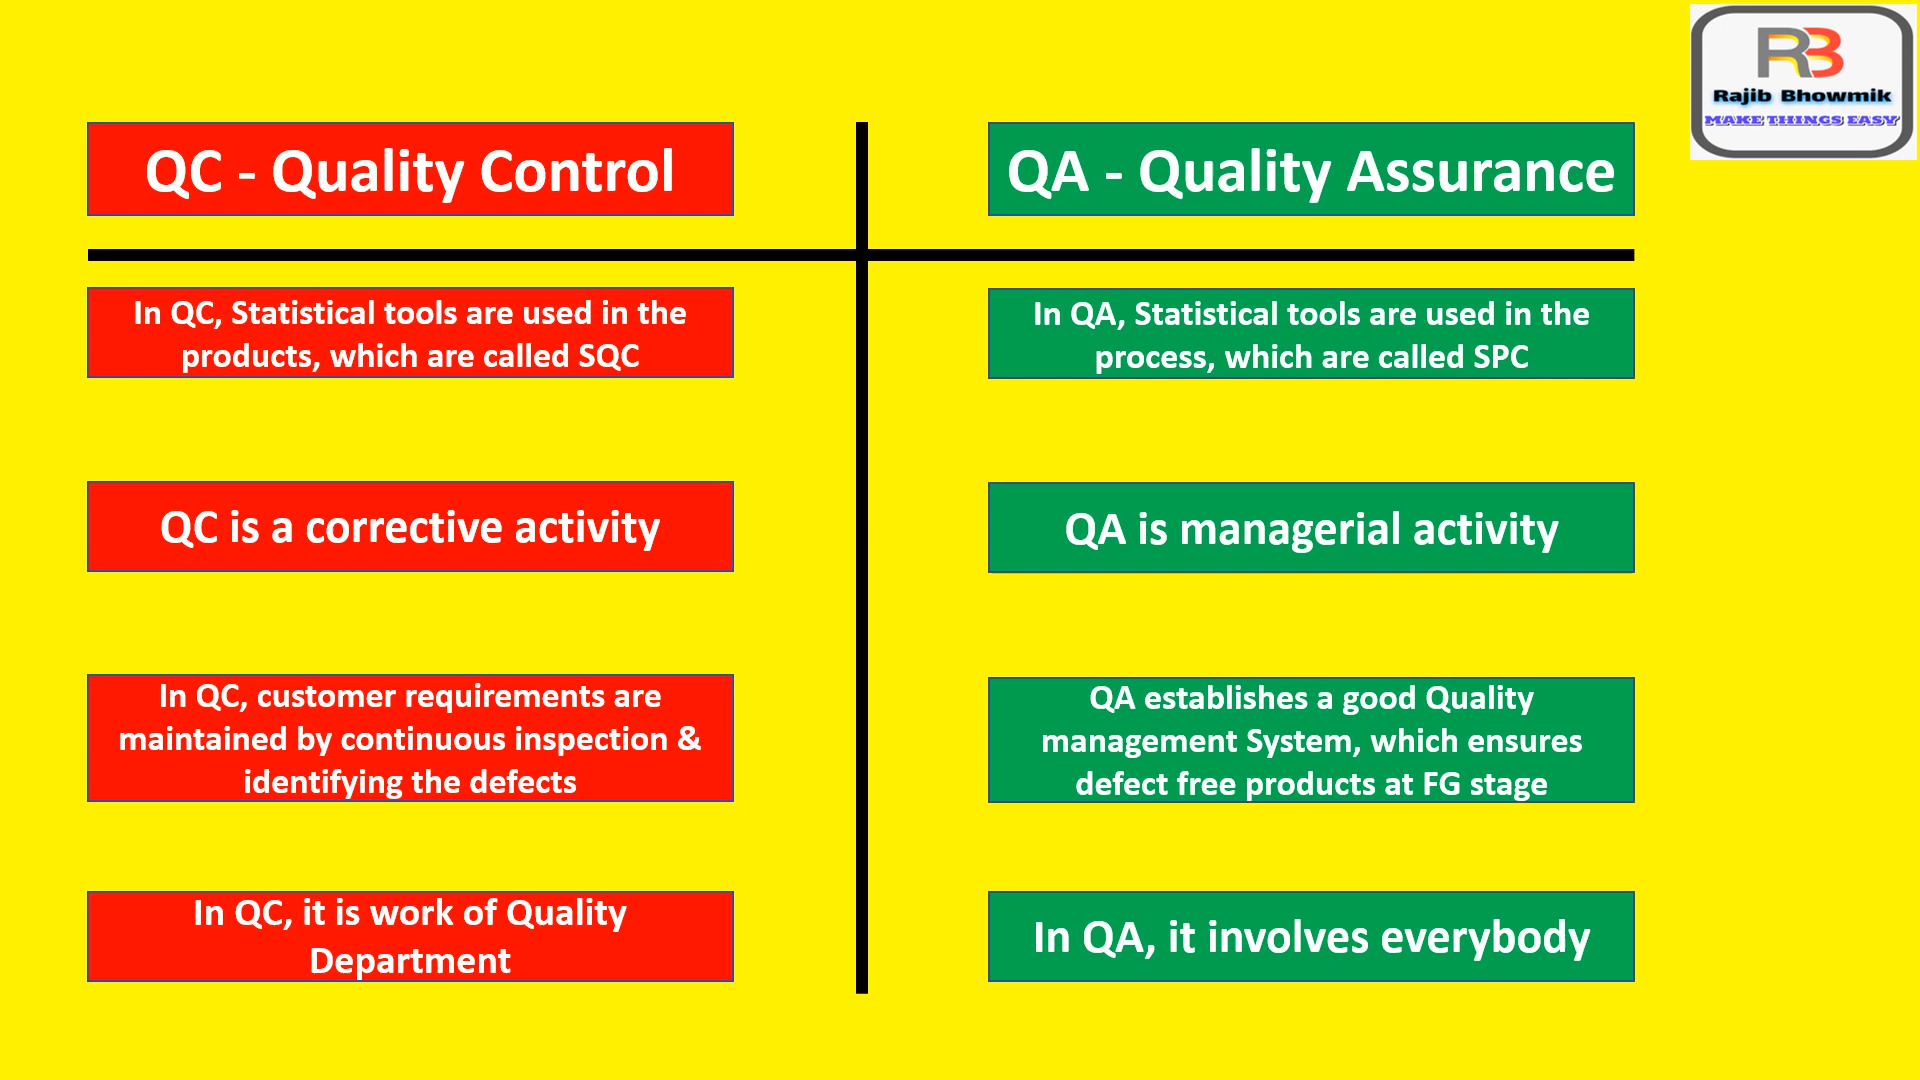 RB
Rajib Bhowmik
MAKE THINGS EASY
QC - Quality Control
QA - Quality Assurance
In QC, Statistical tools are used in the
products, which are called SQC
In QA, Statistical tools are used in the
process, which are called SPC
QC is a corrective activity
QA is managerial activity
In QC, customer requirements are
maintained by continuous inspection &
identifying the defects
QA establishes a good Quality
management System, which ensures
defect free products at FG stage
In QC, it is work of Quality
Department
In QA, it involves everybody